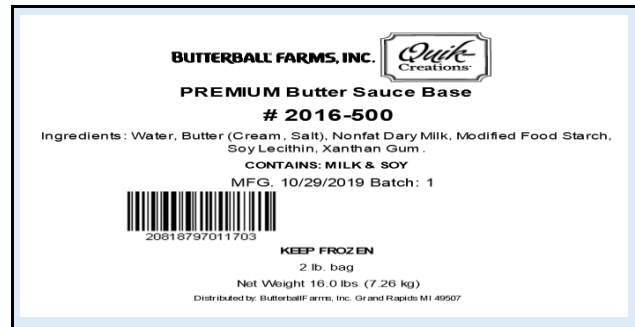 BUTTERBALL® FARMS, INC. Quik-Creations®
PREMIUM Butter Sauce Base
# 2016-500
Ingredients: Water, Butter (Cream, Salt), Nonfat Dary Milk, Modified Food Starch,
Soy Lecithin, Xanthan Gum.
CONTAINS: MILK & SOY
MFG. 10/29/2019 Batch: 1
20818797011703
KEEP FROZEN
2 lb. bag
Net Weight 16.0 lbs (7.26 kg)
Distributed by: Butterball Farms, Inc. Grand Rapids MI 49507